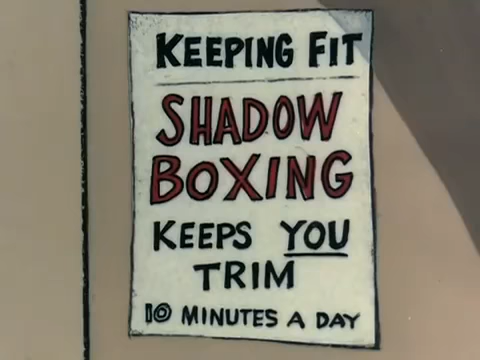 KEEPING FIT
SHADOW
BOXING
KEEPS YOU
TRIM
10 MINUTES A DAY